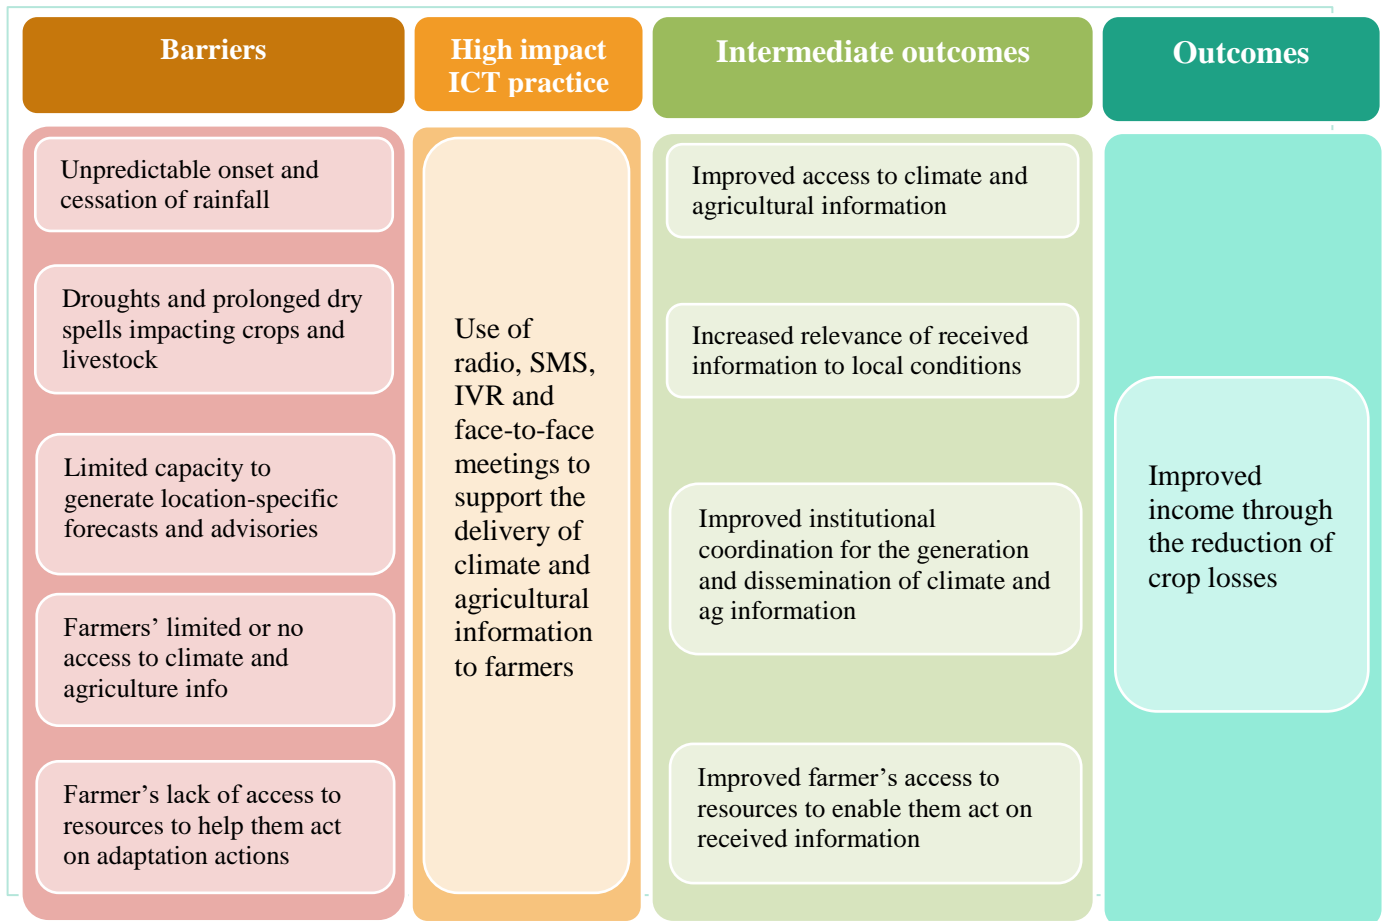 Barriers
High impact
ICT practice
Intermediate outcomes
Outcomes
Unpredictable onset and
cessation of rainfall
Droughts and prolonged dry
spells impacting crops and
livestock
Limited capacity to
generate location-specific
forecasts and advisories
Farmers’ limited or no
access to climate and
agriculture info
Farmer’s lack of access to
resources to help them act
on adaptation actions
Use of
radio, SMS,
IVR and
face-to-face
meetings to
support the
delivery of
climate and
agricultural
information
to farmers
Improved access to climate and
agricultural information
Increased relevance of received
information to local conditions
Improved institutional
coordination for the generation
and dissemination of climate and
ag information
Improved farmer’s access to
resources to enable them act on
received information
Improved
income through
the reduction of
crop losses